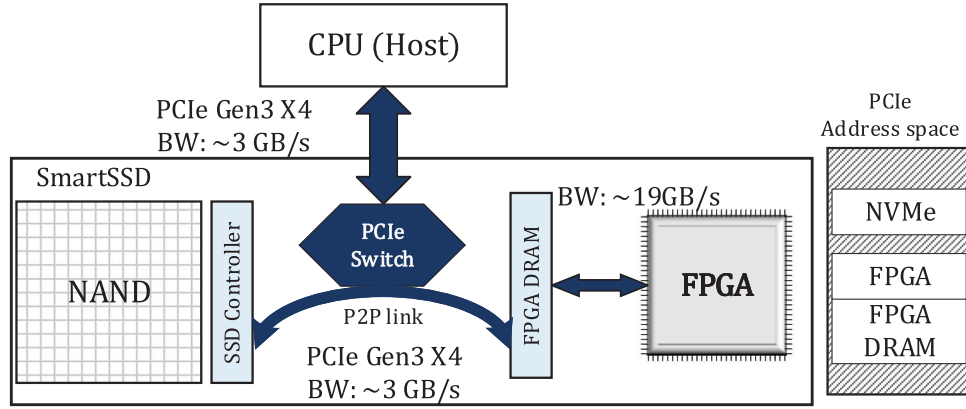 CPU (Host)
PCIe Gen3 X4
BW: ~3 GB/s
PCIe
Address space
SmartSSD
NAND
SSD Controller
PCIe
Switch
P2P link
PCIe Gen3 X4
BW: ~3 GB/s
FPGA DRAM
BW: ~19GB/s
FPGA
NVMe
FPGA
FPGA
DRAM